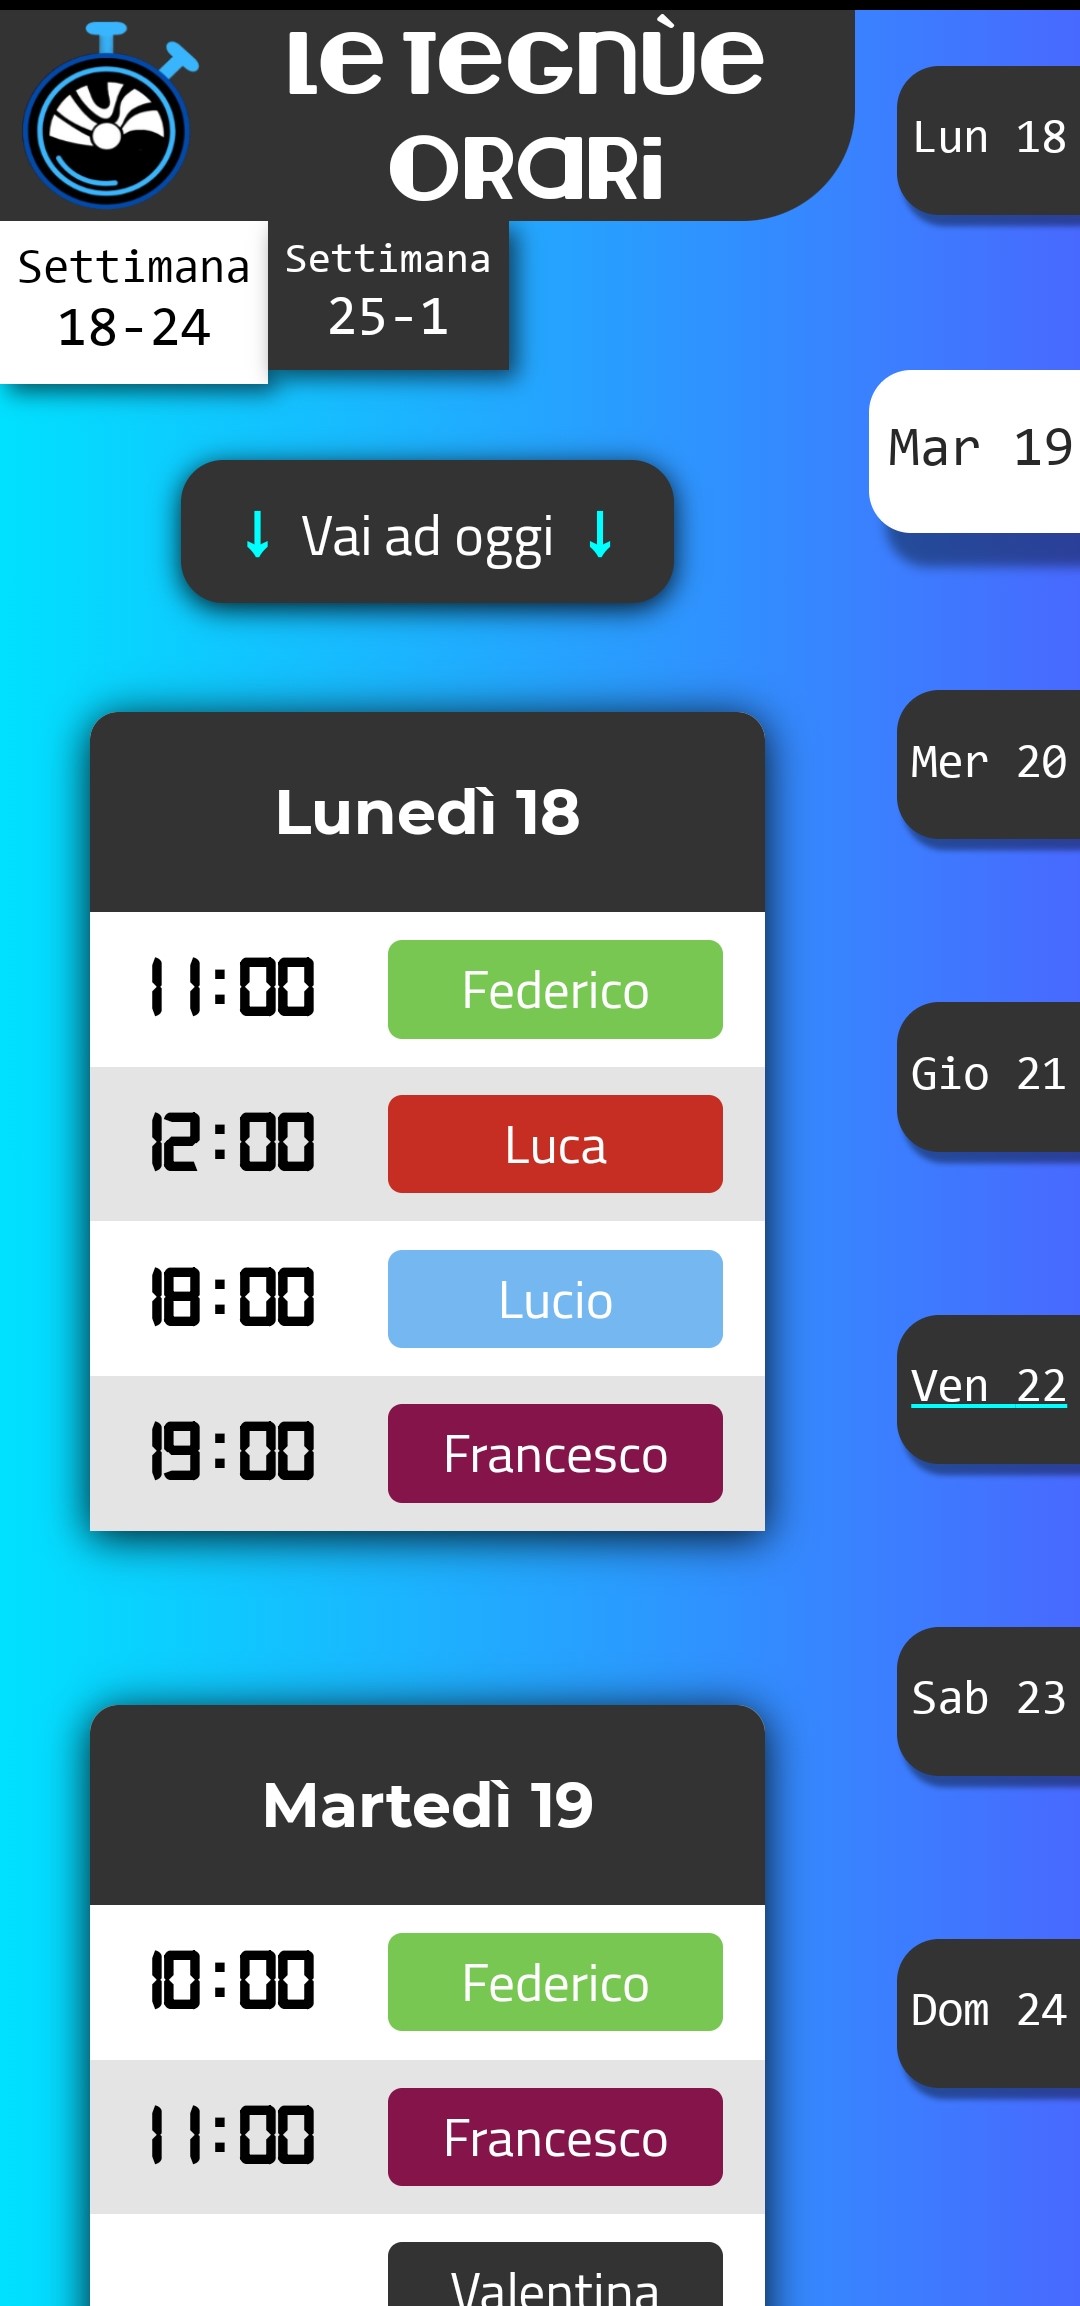 Le Tegnùe
Orari
Settimana
18-24
Settimana
25-1
↓ Vai ad oggi ↓
Lunedì 18
11:00 Federico
12:00 Luca
18:00 Lucio
19:00 Francesco
Martedì 19
10:00 Federico
11:00 Francesco
Valentina
Lun 18
Mar 19
Mer 20
Gio 21
Ven 22
Sab 23
Dom 24